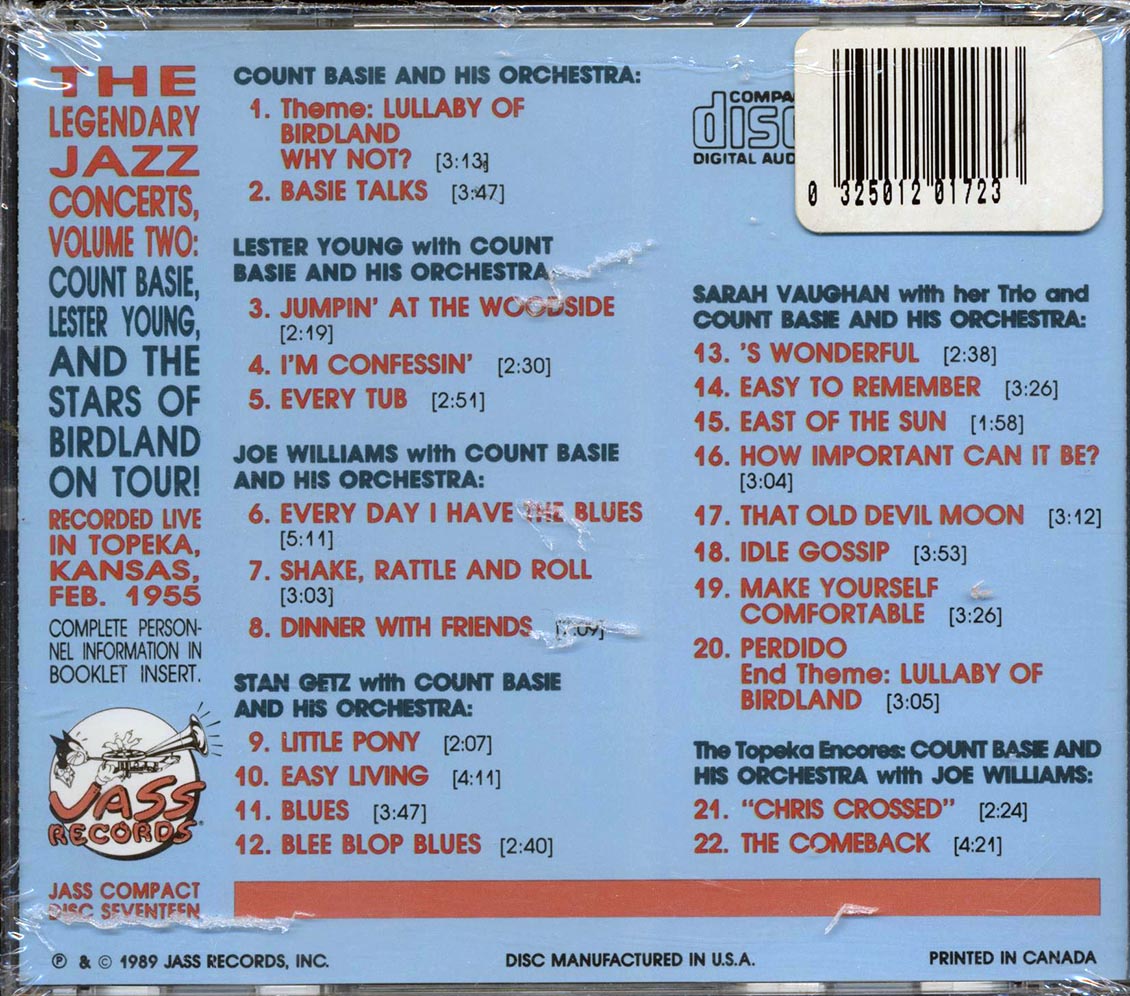 THE
LEGENDARY
JAZZ
CONCERTS,
VOLUME TWO:
COUNT BASIE,
LESTER YOUNG,
AND THE
STARS OF
BIRDLAND
ON TOUR!
RECORDED LIVE
IN TOPEKA,
KANSAS,
FEB. 1955
COMPLETE PERSON-
NEL INFORMATION IN
BOOKLET INSERT.
JASS
RECORDS
JASS COMPACT
DISC SEVENTEEN
COUNT BASIE AND HIS ORCHESTRA:
1. Theme: LULLABY OF
BIRDLAND
WHY NOT? [3:13]
2. BASIE TALKS [3:47]
LESTER YOUNG with COUNT
BASIE AND HIS ORCHESTRA:
3. JUMPIN' AT THE WOODSIDE
[2:19]
4. I'M CONFESSIN' [2:30]
5. EVERY TUB [2:51]
JOE WILLIAMS with COUNT BASIE
AND HIS ORCHESTRA:
6. EVERY DAY I HAVE THE BLUES
[5:11]
7. SHAKE, RATTLE AND ROLL
[3:03]
8. DINNER WITH FRIENDS
STAN GETZ with COUNT BASIE
AND HIS ORCHESTRA:
9. LITTLE PONY [2:07]
10. EASY LIVING [4:11]
11. BLUES [3:47]
12. BLEE BLOP BLUES [2:40]
COMPA
disc
DIGITAL AUD
0 325012 01723
SARAH VAUGHAN with her Trio and
COUNT BASIE AND HIS ORCHESTRA:
13. 'S WONDERFUL [2:38]
14. EASY TO REMEMBER [3:26]
15. EAST OF THE SUN [1:58]
16. HOW IMPORTANT CAN IT BE?
[3:04]
17. THAT OLD DEVIL MOON [3:12]
18. IDLE GOSSIP [3:53]
19. MAKE YOURSELF
COMFORTABLE [3:26]
20. PERDIDO
End Theme: LULLABY OF
BIRDLAND [3:05]
The Topeka Encores: COUNT BASIE AND
HIS ORCHESTRA with JOE WILLIAMS:
21. "CHRIS CROSSED" [2:24]
22. THE COMEBACK [4:21]
℗ & © 1989 JASS RECORDS, INC.
DISC MANUFACTURED IN U.S.A.
PRINTED IN CANADA